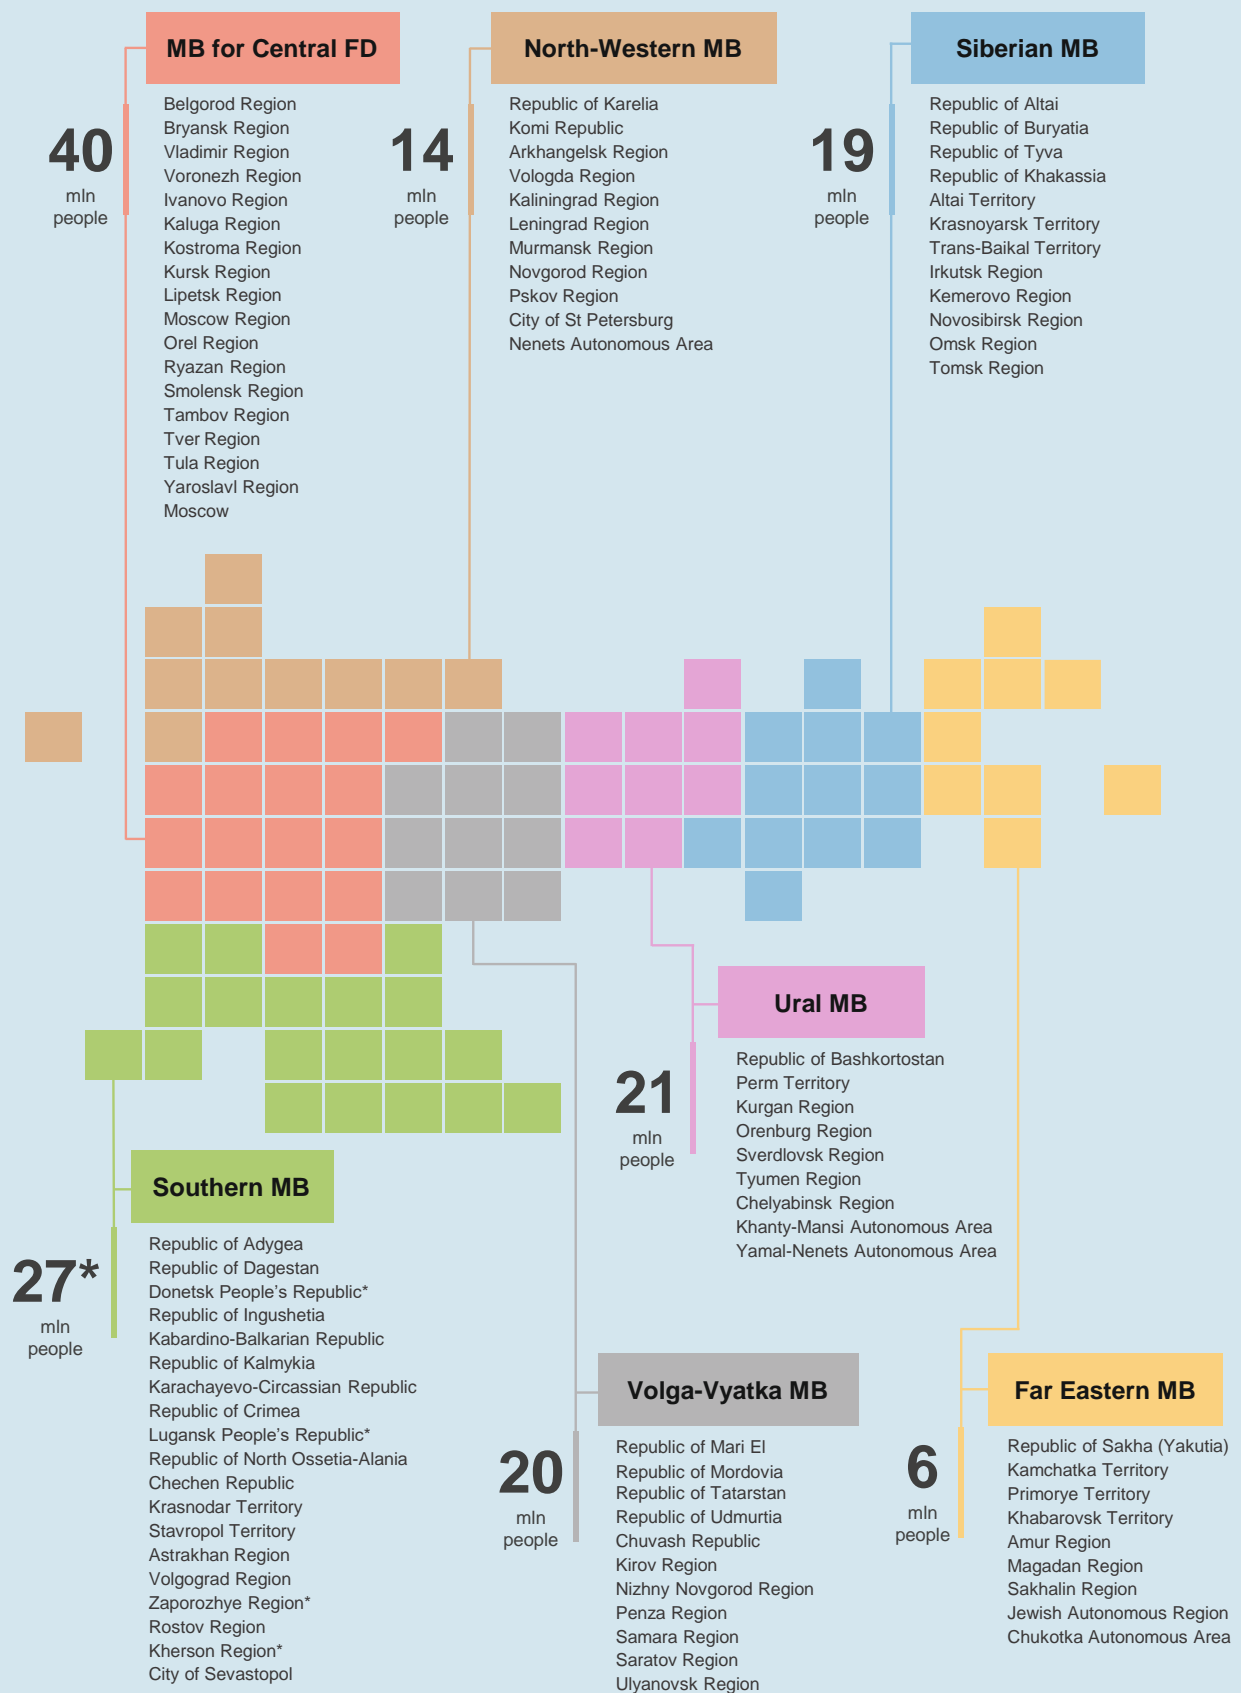 MB for Central FD
40
mln
people
Belgorod Region
Bryansk Region
Vladimir Region
Voronezh Region
Ivanovo Region
Kaluga Region
Kostroma Region
Kursk Region
Lipetsk Region
Moscow Region
Orel Region
Ryazan Region
Smolensk Region
Tambov Region
Tver Region
Tula Region
Yaroslavl Region
Moscow
North-Western MB
14
mln
people
Republic of Karelia
Komi Republic
Arkhangelsk Region
Vologda Region
Kaliningrad Region
Leningrad Region
Murmansk Region
Novgorod Region
Pskov Region
City of St Petersburg
Nenets Autonomous Area
Siberian MB
19
mln
people
Republic of Altai
Republic of Buryatia
Republic of Tyva
Republic of Khakassia
Altai Territory
Krasnoyarsk Territory
Trans-Baikal Territory
Irkutsk Region
Kemerovo Region
Novosibirsk Region
Omsk Region
Tomsk Region
Ural MB
21
mln
people
Republic of Bashkortostan
Perm Territory
Kurgan Region
Orenburg Region
Sverdlovsk Region
Tyumen Region
Chelyabinsk Region
Khanty-Mansi Autonomous Area
Yamal-Nenets Autonomous Area
Southern MB
27*
mln
people
Republic of Adygea
Republic of Dagestan
Donetsk People's Republic*
Republic of Ingushetia
Kabardino-Balkarian Republic
Republic of Kalmykia
Karachayevo-Circassian Republic
Republic of Crimea
Lugansk People's Republic*
Republic of North Ossetia-Alania
Chechen Republic
Krasnodar Territory
Stavropol Territory
Astrakhan Region
Volgograd Region
Zaporozhye Region*
Rostov Region
Kherson Region*
City of Sevastopol
Volga-Vyatka MB
20
mln
people
Republic of Mari El
Republic of Mordovia
Republic of Tatarstan
Republic of Udmurtia
Chuvash Republic
Kirov Region
Nizhny Novgorod Region
Penza Region
Samara Region
Saratov Region
Ulyanovsk Region
Far Eastern MB
6
mln
people
Republic of Sakha (Yakutia)
Kamchatka Territory
Primorye Territory
Khabarovsk Territory
Amur Region
Magadan Region
Sakhalin Region
Jewish Autonomous Region
Chukotka Autonomous Area